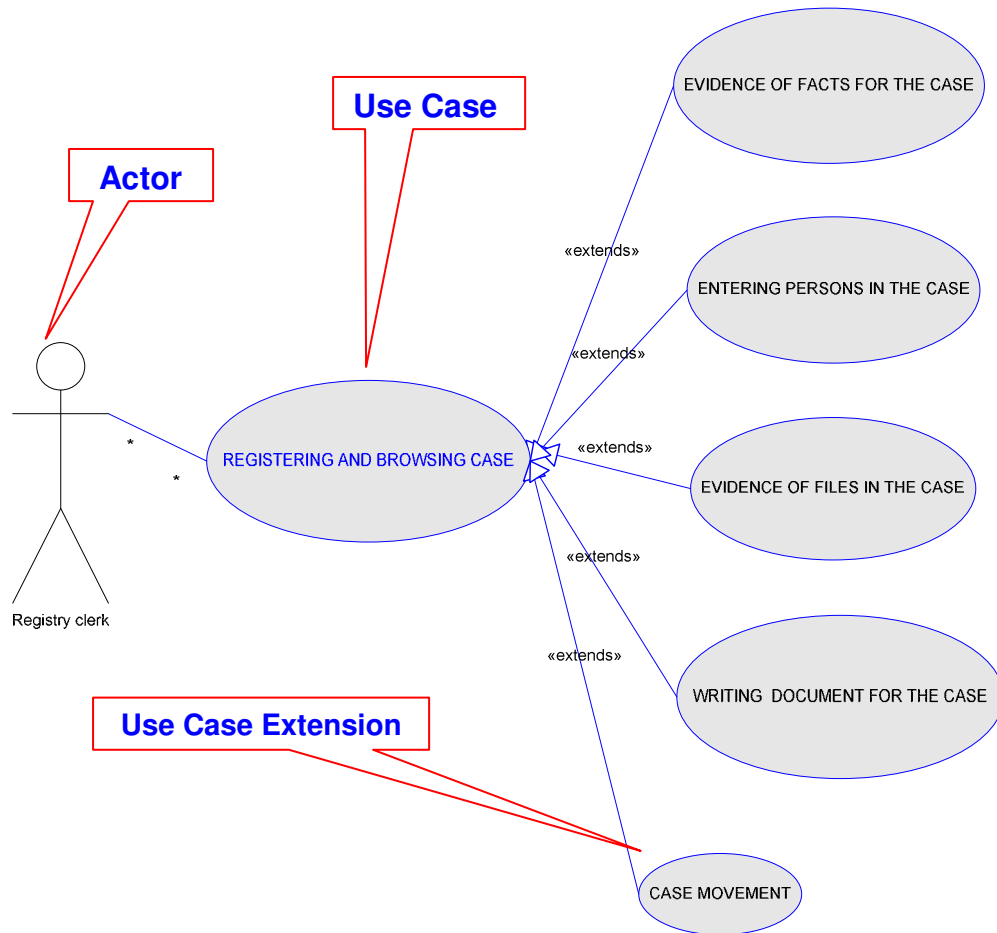 EVIDENCE OF FACTS FOR THE CASE
Use Case
Actor
«extends»
ENTERING PERSONS IN THE CASE
«extends»
*
«extends»
REGISTERING AND BROWSING CASE
*
EVIDENCE OF FILES IN THE CASE
«extends»
Registry clerk
«extends»
WRITING DOCUMENT FOR THE CASE
Use Case Extension
CASE MOVEMENT